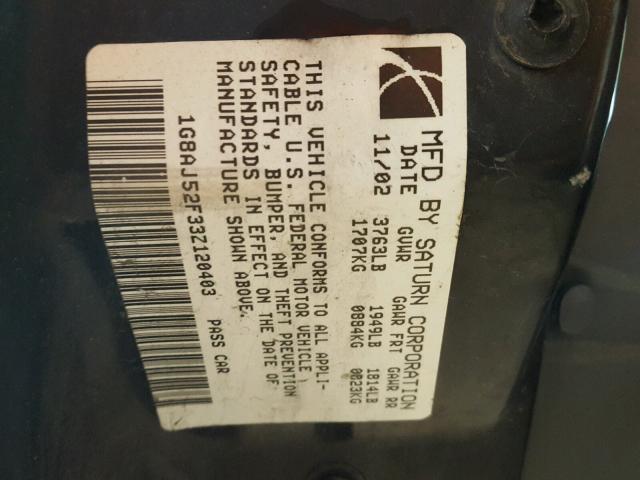 MFD BY SATURN CORPORATION
DATE GVWR GAWR FRT GAWR RR
11/02 3763LB 1949LB 1814LB
1707KG 0884KG 0823KG
THIS VEHICLE CONFORMS TO ALL APPLI-
CABLE U.S. FEDERAL MOTOR VEHICLE
SAFETY, BUMPER, AND THEFT PREVENTION
STANDARDS IN EFFECT ON THE DATE OF
MANUFACTURE SHOWN ABOVE.
1G8AJ52F33Z120403 PASS CAR